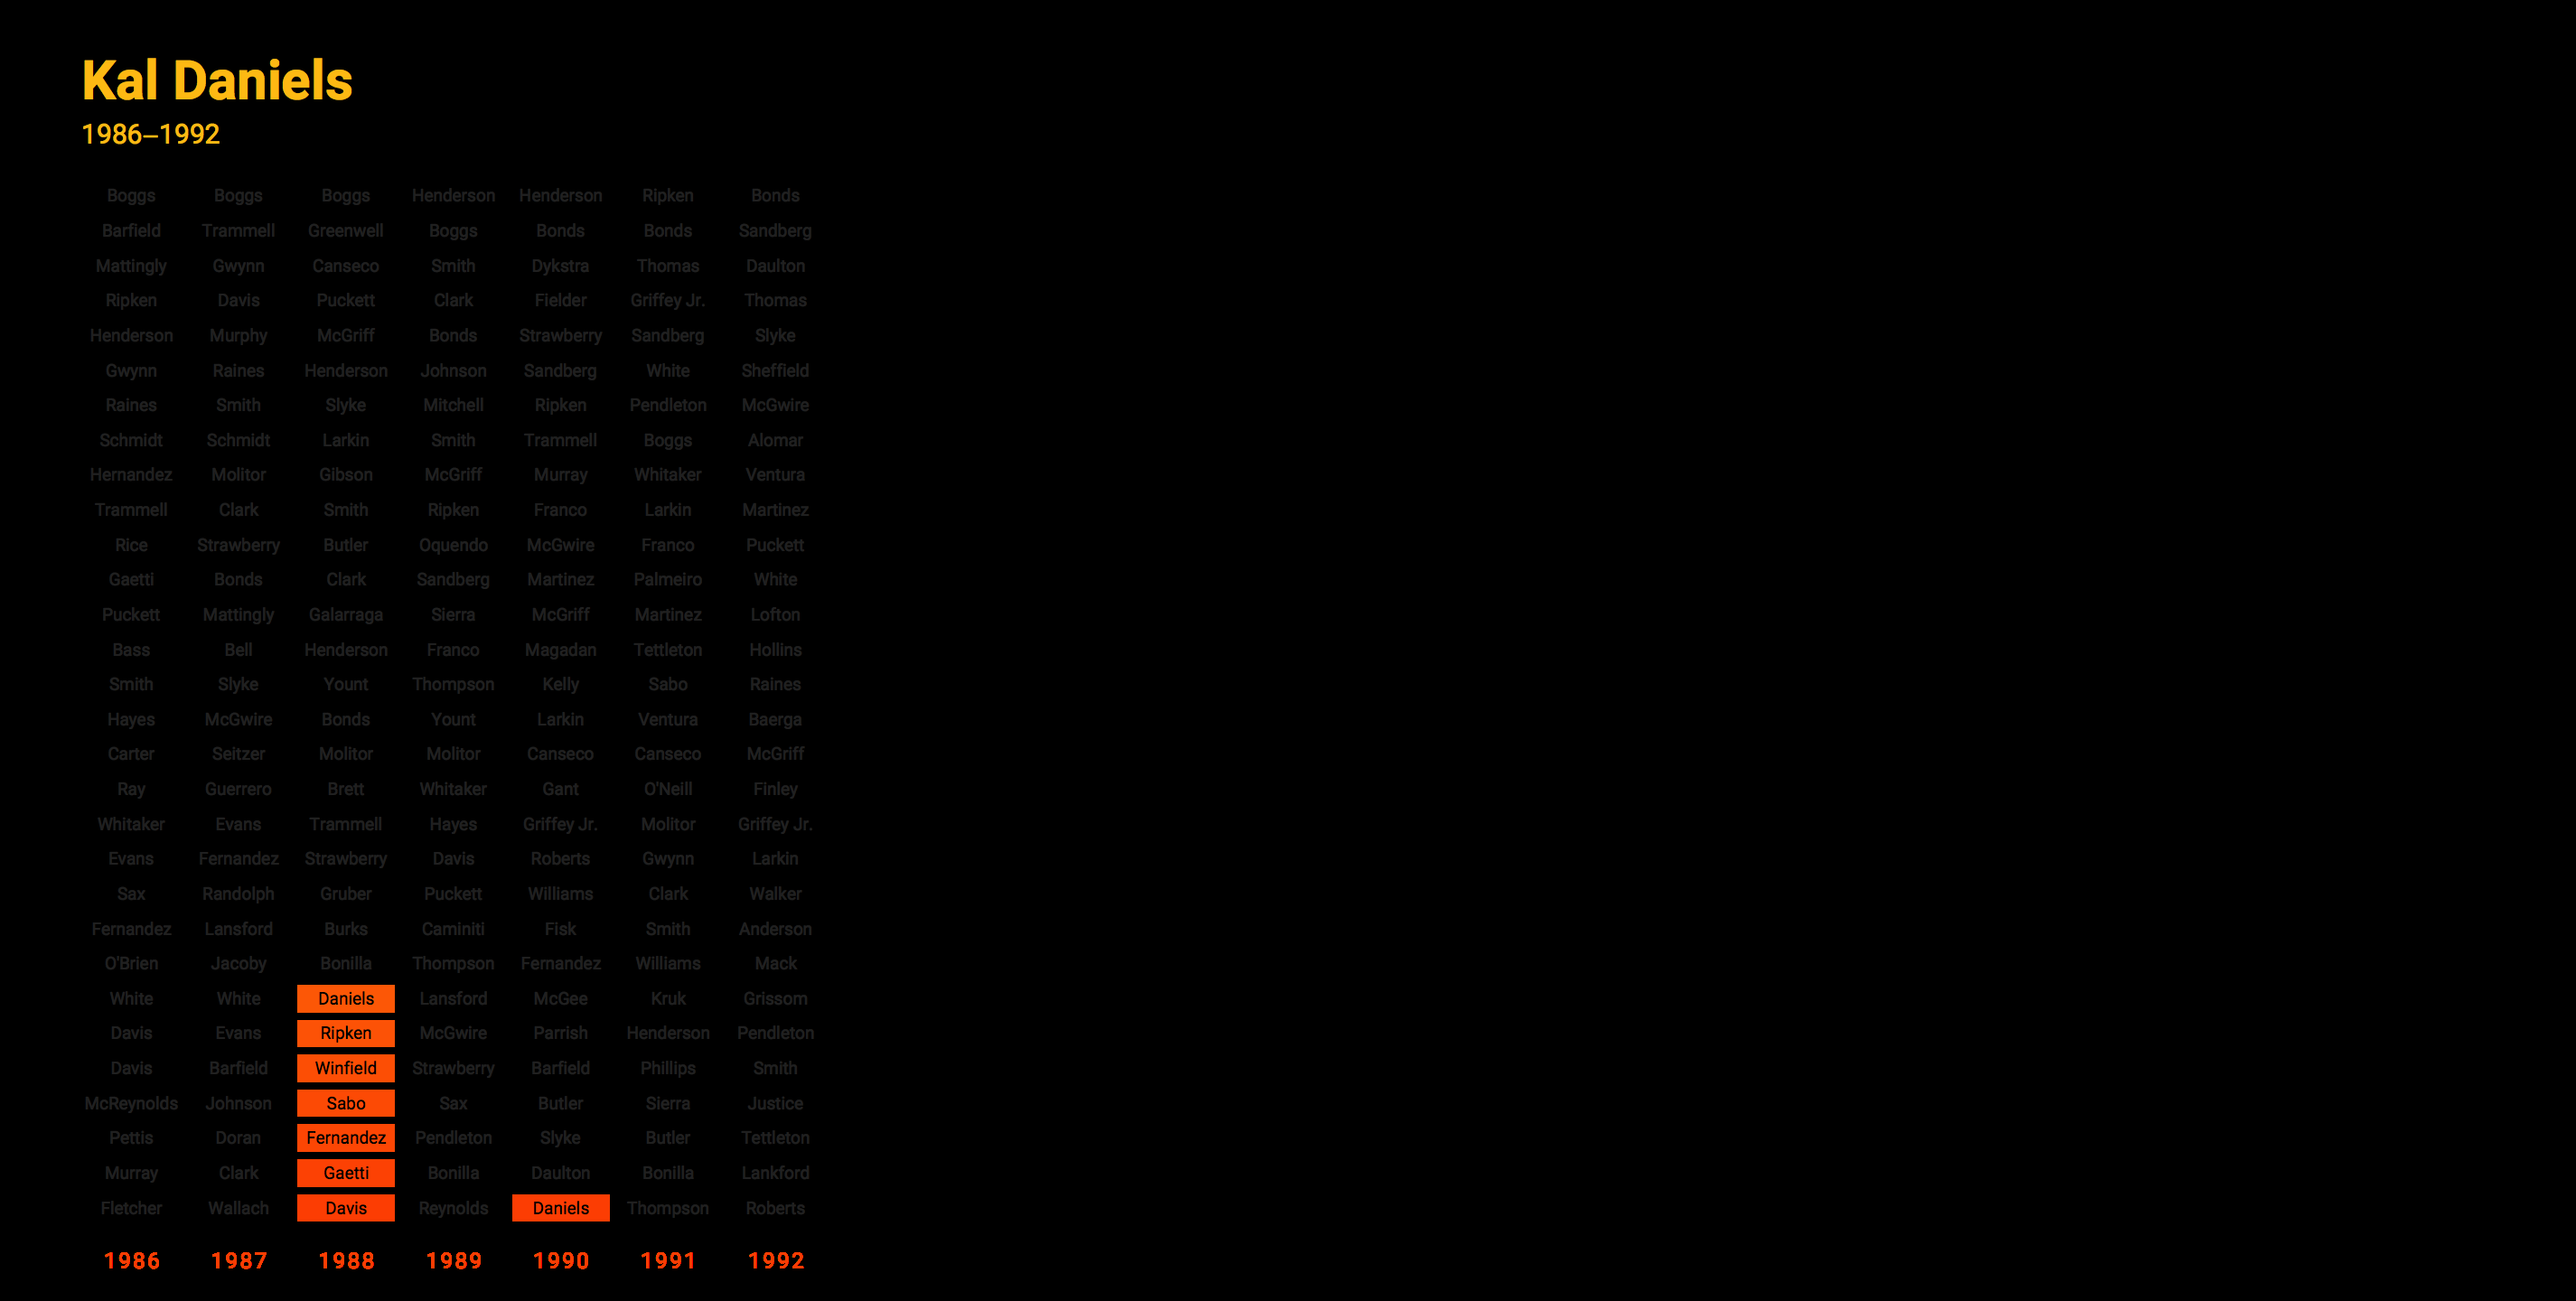 Kal Daniels
1986–1992
Boggs Boggs Boggs Henderson Henderson Ripken Bonds
Barfield Trammell Greenwell Boggs Bonds Bonds Sandberg
Mattingly Gwynn Canseco Smith Dykstra Thomas Daulton
Ripken Davis Puckett Clark Fielder Griffey Jr. Thomas
Henderson Murphy McGriff Bonds Strawberry Sandberg Slyke
Gwynn Raines Henderson Johnson Sandberg White Sheffield
Raines Smith Slyke Mitchell Ripken Pendleton McGwire
Schmidt Schmidt Larkin Smith Trammell Boggs Alomar
Hernandez Molitor Gibson McGriff Murray Whitaker Ventura
Trammell Clark Smith Ripken Franco Larkin Martinez
Rice Strawberry Butler Oquendo McGwire Franco Puckett
Gaetti Bonds Clark Sandberg Martinez Palmeiro White
Puckett Mattingly Galarraga Sierra McGriff Martinez Lofton
Bass Bell Henderson Franco Magadan Tettleton Hollins
Smith Slyke Yount Thompson Kelly Sabo Raines
Hayes McGwire Bonds Yount Larkin Ventura Baerga
Carter Seitzer Molitor Molitor Canseco Canseco McGriff
Ray Guerrero Brett Whitaker Gant O'Neill Finley
Whitaker Evans Trammell Hayes Griffey Jr. Molitor Griffey Jr.
Evans Fernandez Strawberry Davis Roberts Gwynn Larkin
Sax Randolph Gruber Puckett Williams Clark Walker
Fernandez Lansford Burks Caminiti Fisk Smith Anderson
O'Brien Jacoby Bonilla Thompson Fernandez Williams Mack
White White Daniels Lansford McGee Kruk Grissom
Davis Evans Ripken McGwire Parrish Henderson Pendleton
Davis Barfield Winfield Strawberry Barfield Phillips Smith
McReynolds Johnson Sabo Sax Butler Sierra Justice
Pettis Doran Fernandez Pendleton Slyke Butler Tettleton
Murray Clark Gaetti Bonilla Daulton Bonilla Lankford
Fletcher Wallach Davis Reynolds Daniels Thompson Roberts
1986 1987 1988 1989 1990 1991 1992